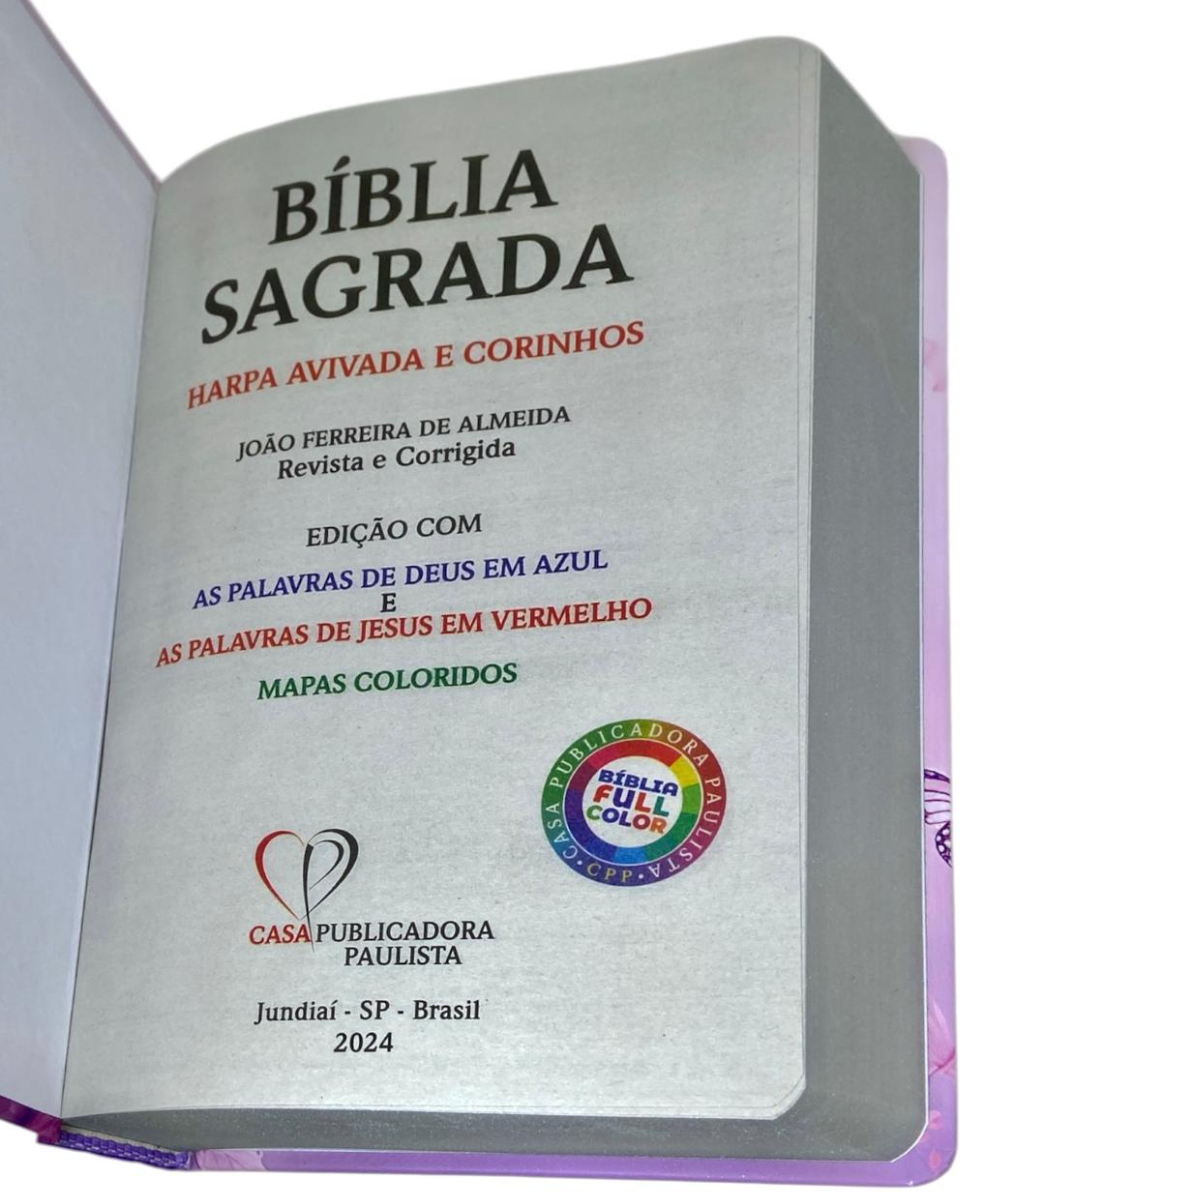 BÍBLIA
SAGRADA
HARPA AVIVADA E CORINHOS
JOÃO FERREIRA DE ALMEIDA
Revista e Corrigida
EDIÇÃO COM
AS PALAVRAS DE DEUS EM AZUL
E
AS PALAVRAS DE JESUS EM VERMELHO
MAPAS COLORIDOS
CASA PUBLICADORA PAULISTA
• CPP •
BÍBLIA
FULL
COLOR
CASA PUBLICADORA
PAULISTA
Jundiaí - SP - Brasil
2024